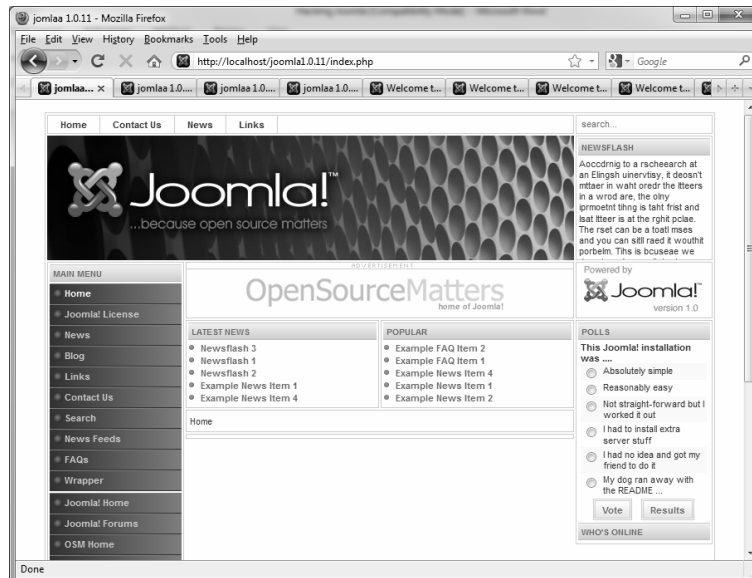 jomlaa 1.0.11 - Mozilla Firefox
File Edit View History Bookmarks Tools Help
http://localhost/joomla1.0.11/index.php
Google
jomlaa... jomlaa 1.0.... jomlaa 1.0.... jomlaa 1.0.... Welcome t... Welcome t... Welcome t... Welcome t...
Home Contact Us News Links
search...
Joomla!™
...because open source matters
NEWSFLASH
Aoccdrnig to a rscheearch at
an Elingsh uinervtisy, it deosn't
mttaer in waht oredr the ltteers
in a wrod are, the olny
iprmoetnt tihng is taht frist and
lsat ltteer is at the rghit pclae.
The rset can be a toatl mses
and you can sitll raed it wouthit
porbelm. Tihs is bcuseae we
MAIN MENU
Home
Joomla! License
News
Blog
Links
Contact Us
Search
News Feeds
FAQs
Wrapper
Joomla! Home
Joomla! Forums
OSM Home
ADVERTISEMENT
OpenSourceMatters
home of Joomla!
LATEST NEWS
Newsflash 3
Newsflash 1
Newsflash 2
Example News Item 1
Example News Item 4
POPULAR
Example FAQ Item 2
Example FAQ Item 1
Example News Item 4
Example News Item 1
Example News Item 2
Home
Powered by
Joomla!™
version 1.0
POLLS
This Joomla! installation
was ....
Absolutely simple
Reasonably easy
Not straight-forward but I
worked it out
I had to install extra
server stuff
I had no idea and got my
friend to do it
My dog ran away with
the README ...
Vote Results
WHO'S ONLINE
Done